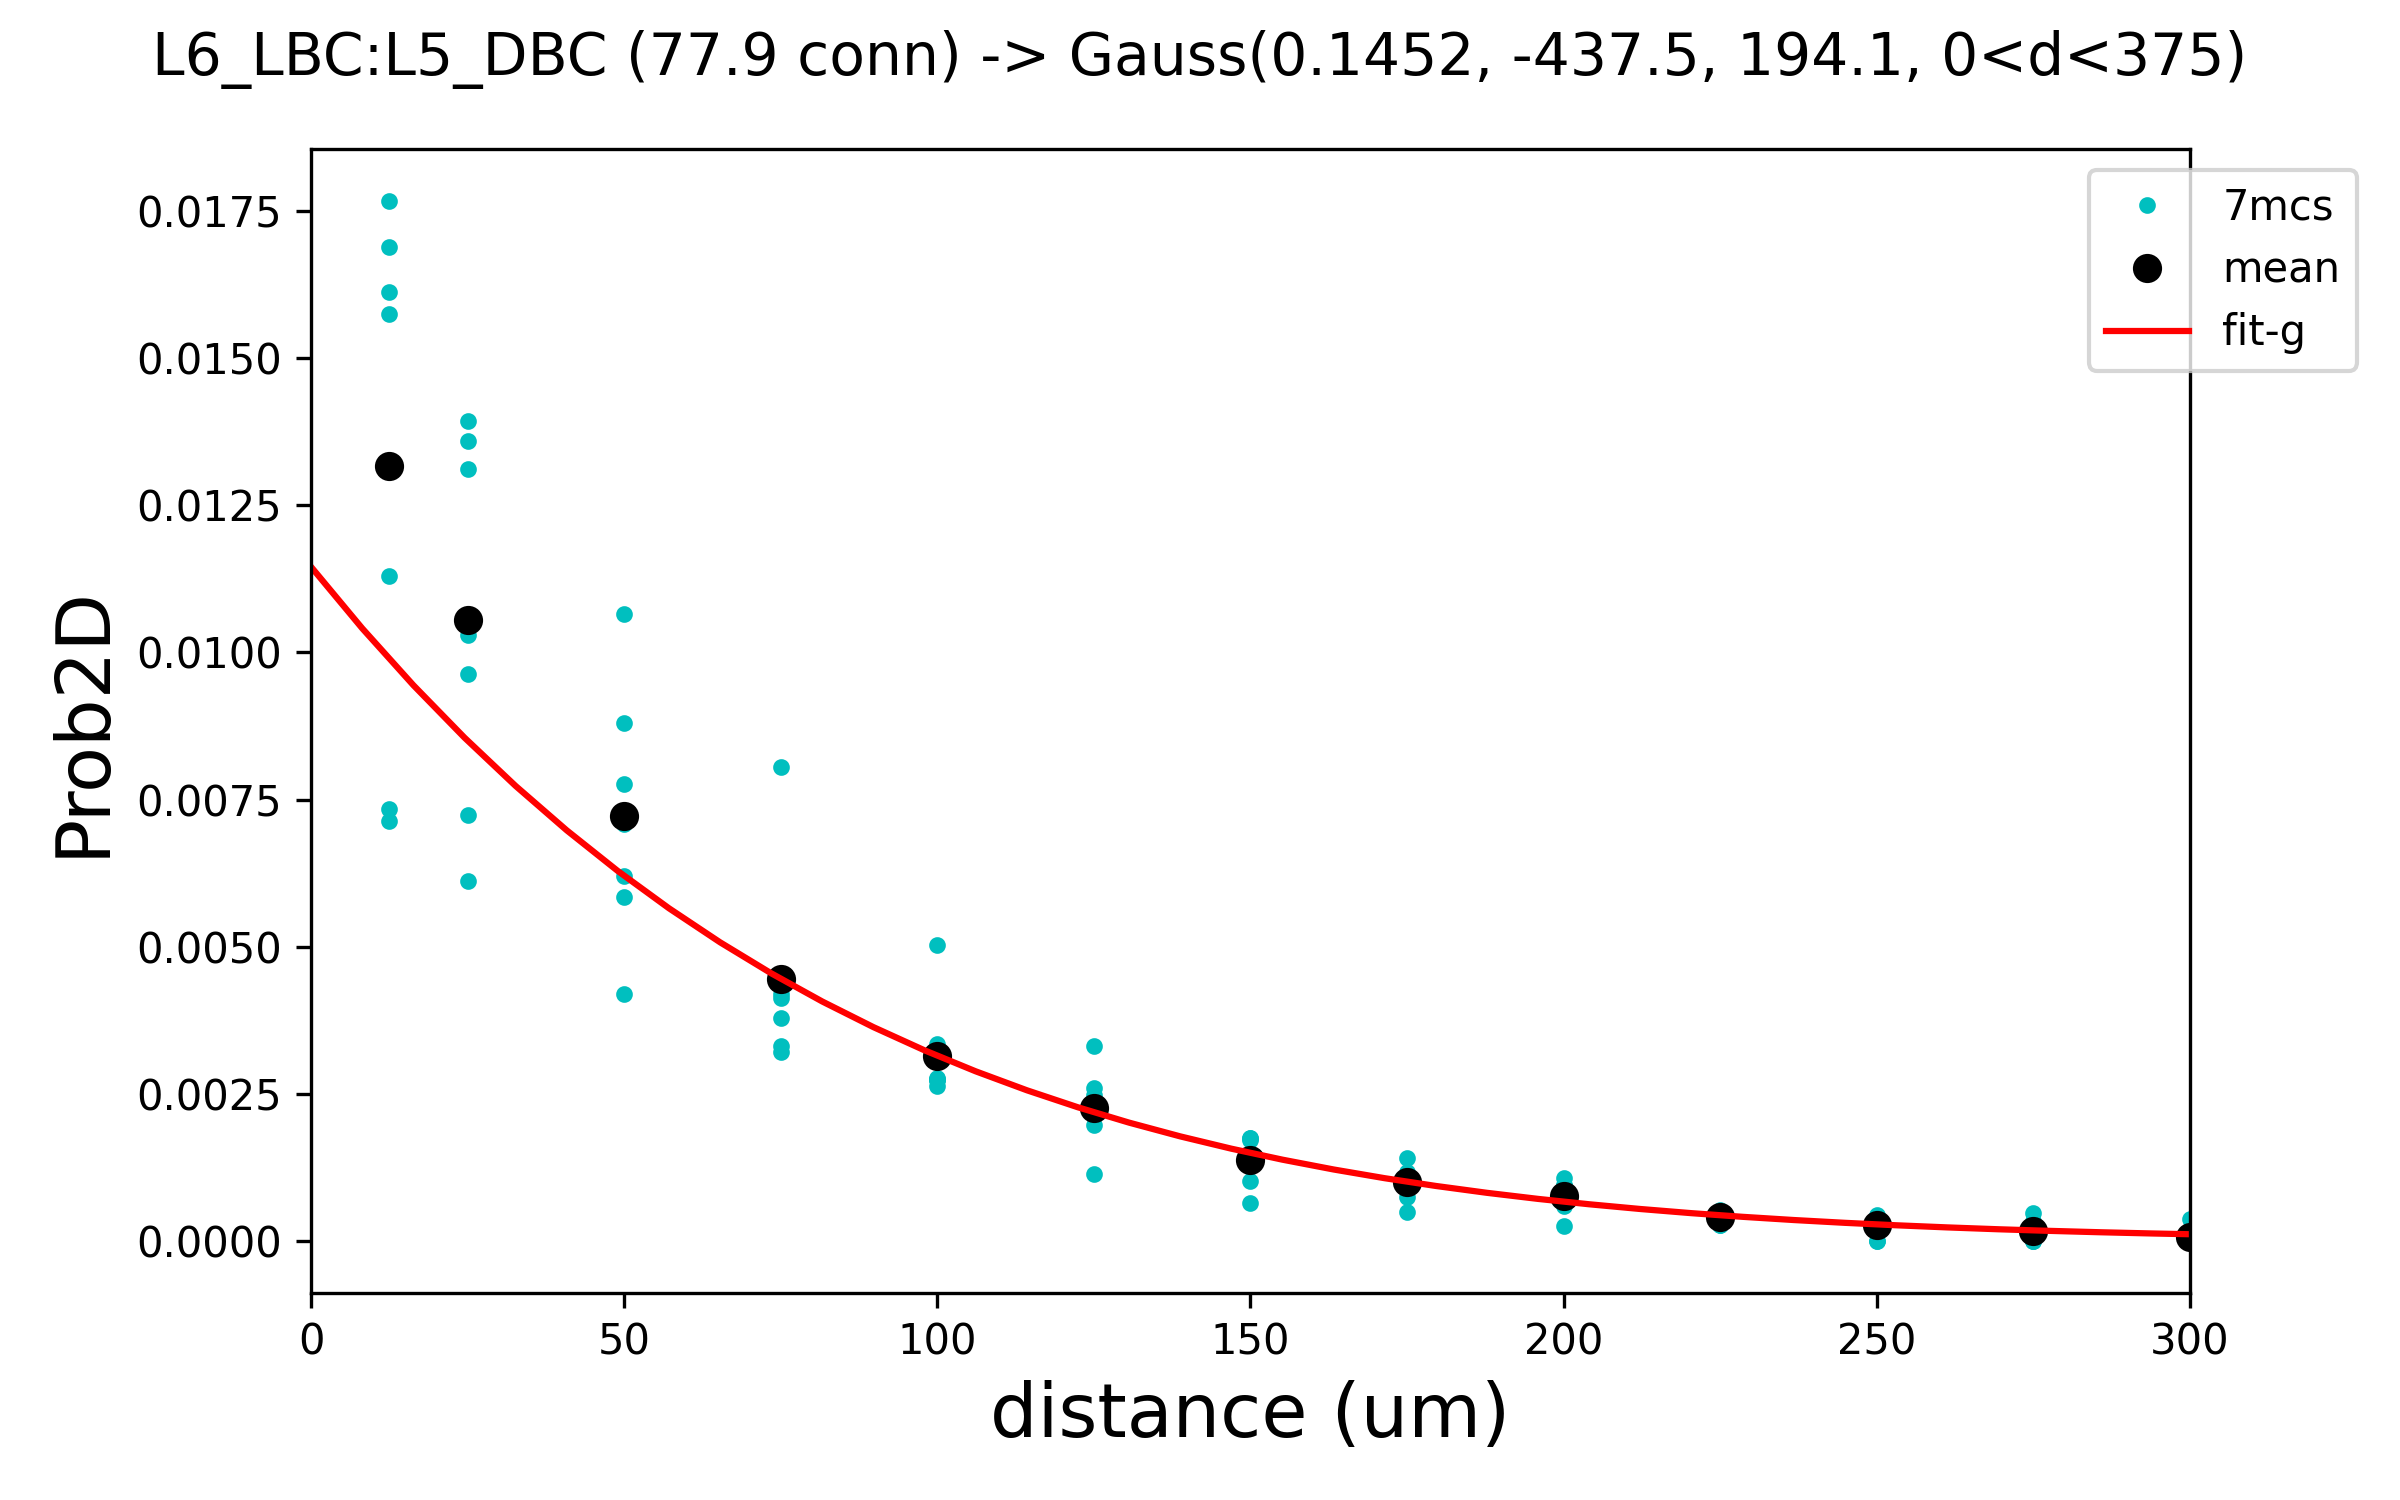 L6_LBC:L5_DBC (77.9 conn) -> Gauss(0.1452, -437.5, 194.1, 0<d<375)
7mcs
mean
fit-g
0.0175
0.0150
0.0125
0.0100
0.0075
0.0050
0.0025
0.0000
Prob2D
0 50 100 150 200 250 300
distance (um)